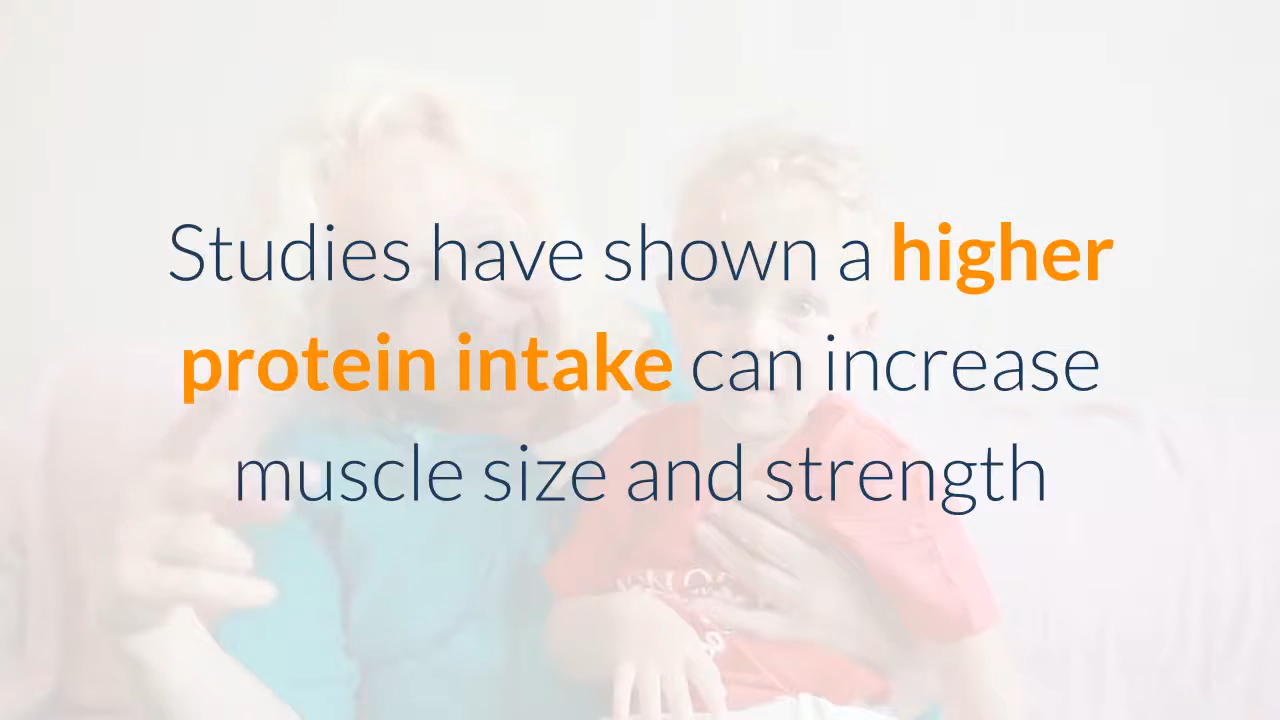 Studies have shown a higher
protein intake can increase
muscle size and strength